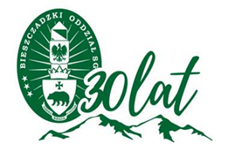 BIESZCZADZKI ODDZIAŁ SG
30 lat